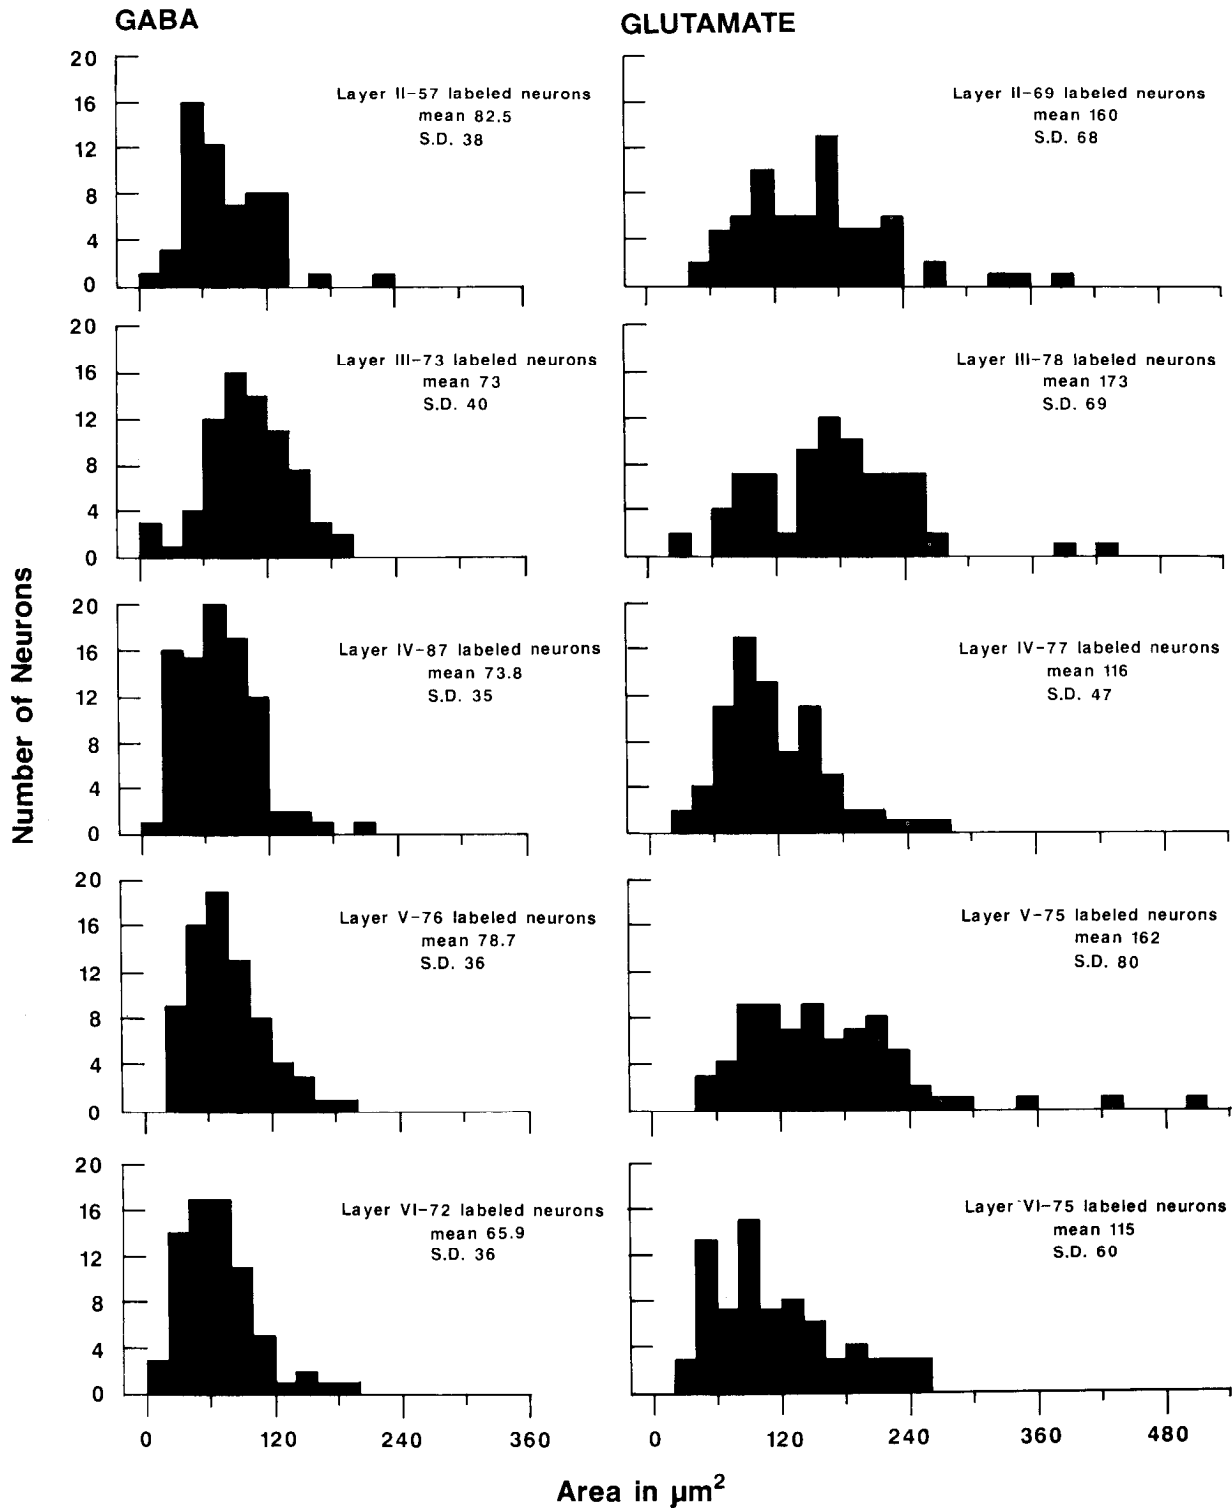 GABA
GLUTAMATE
Number of Neurons
20
16
12
8
4
0
Layer II-57 labeled neurons
mean 82.5
S.D. 38
Layer II-69 labeled neurons
mean 160
S.D. 68
20
16
12
8
4
0
Layer III-73 labeled neurons
mean 73
S.D. 40
Layer III-78 labeled neurons
mean 173
S.D. 69
20
16
12
8
4
0
Layer IV-87 labeled neurons
mean 73.8
S.D. 35
Layer IV-77 labeled neurons
mean 116
S.D. 47
20
16
12
8
4
0
Layer V-76 labeled neurons
mean 78.7
S.D. 36
Layer V-75 labeled neurons
mean 162
S.D. 80
20
16
12
8
4
0
Layer VI-72 labeled neurons
mean 65.9
S.D. 36
Layer VI-75 labeled neurons
mean 115
S.D. 60
0 120 240 360
0 120 240 360 480
Area in µm²